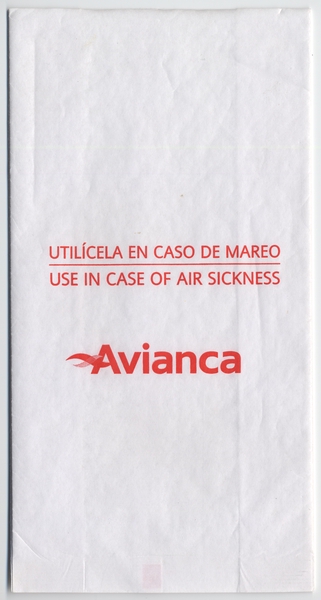 UTILÍCELA EN CASO DE MAREO
USE IN CASE OF AIR SICKNESS
Avianca